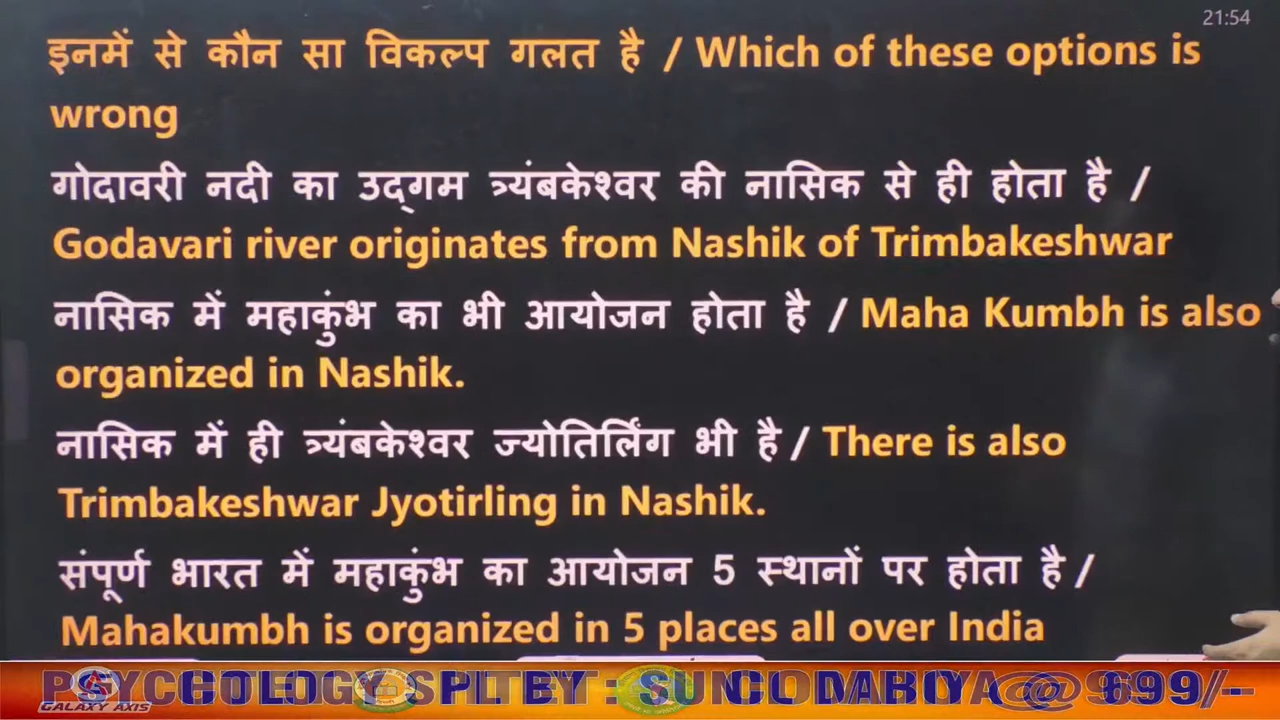 21:54
इनमें से कौन सा विकल्प गलत है / Which of these options is
wrong
गोदावरी नदी का उद्गम त्र्यंबकेश्वर की नासिक से ही होता है /
Godavari river originates from Nashik of Trimbakeshwar
नासिक में महाकुंभ का भी आयोजन होता है / Maha Kumbh is also
organized in Nashik.
नासिक में ही त्र्यंबकेश्वर ज्योतिर्लिंग भी है / There is also
Trimbakeshwar Jyotirling in Nashik.
संपूर्ण भारत में महाकुंभ का आयोजन 5 स्थानों पर होता है /
Mahakumbh is organized in 5 places all over India
GALAXY AXIS